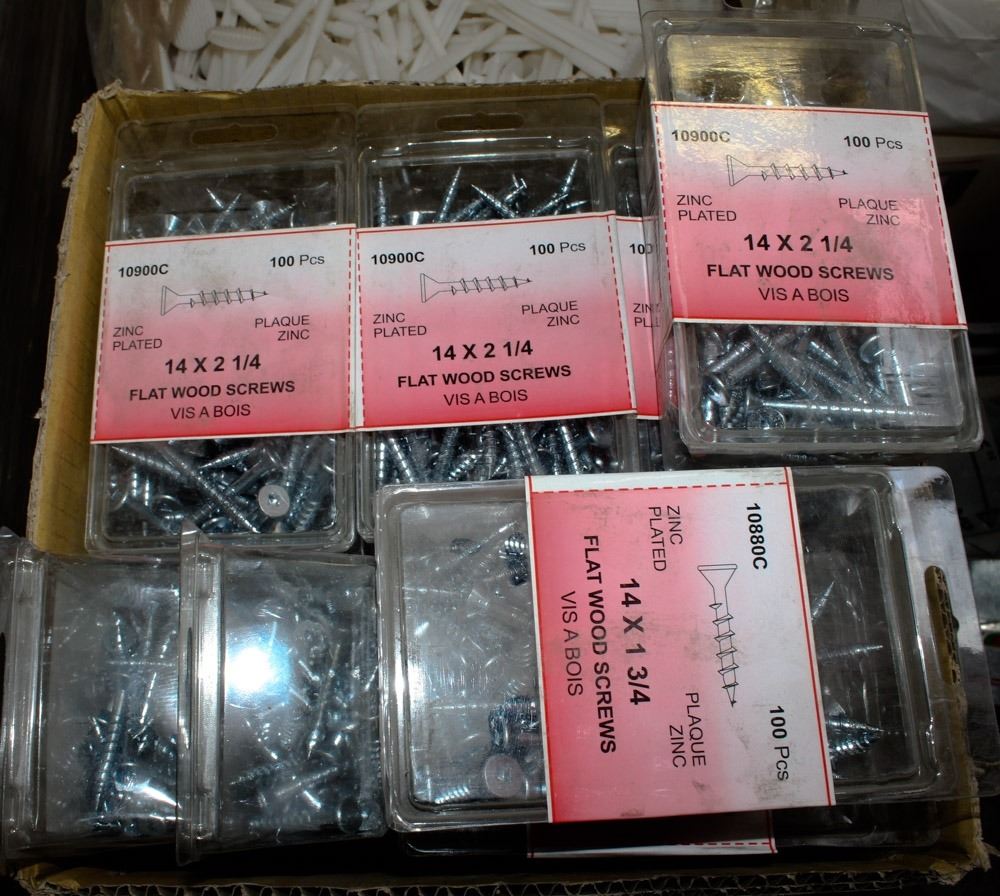 10900C 100 Pcs
ZINC PLATED PLAQUE ZINC
14 X 2 1/4
FLAT WOOD SCREWS
VIS A BOIS
10900C 100 Pcs
ZINC PLATED PLAQUE ZINC
14 X 2 1/4
FLAT WOOD SCREWS
VIS A BOIS
10900C 100 Pcs
ZINC PLATED PLAQUE ZINC
14 X 2 1/4
FLAT WOOD SCREWS
VIS A BOIS
10880C 100 Pcs
ZINC PLATED PLAQUE ZINC
14 X 1 3/4
FLAT WOOD SCREWS
VIS A BOIS